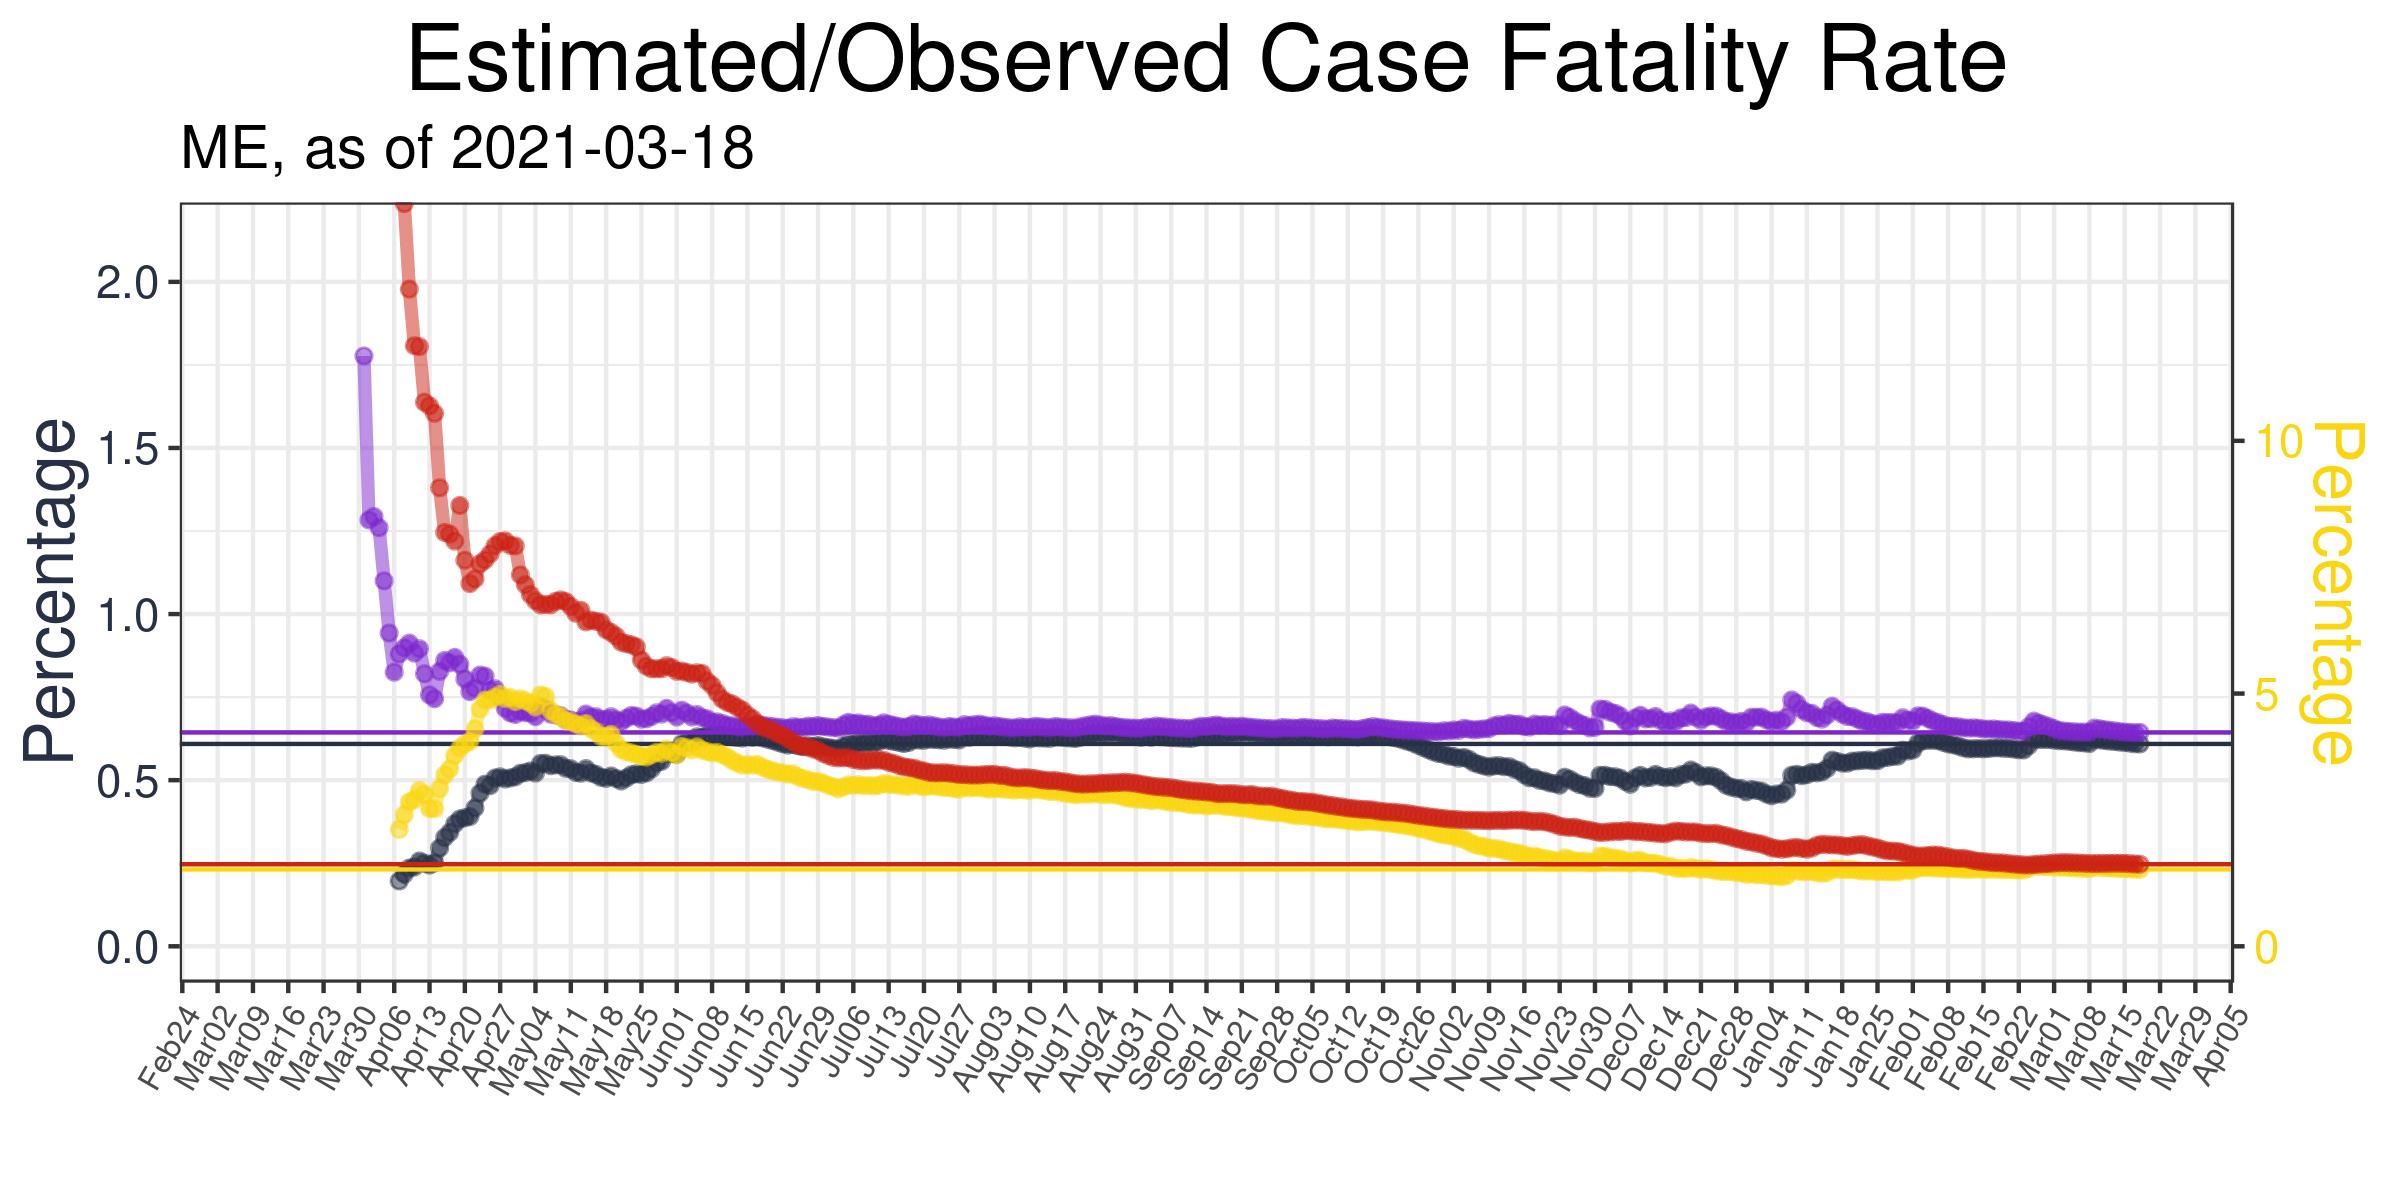 Estimated/Observed Case Fatality Rate
ME, as of 2021-03-18
Percentage
2.0
1.5
1.0
0.5
0.0
10
5
0
Percentage
Feb24
Mar02
Mar09
Mar16
Mar23
Mar30
Apr06
Apr13
Apr20
Apr27
May04
May11
May18
May25
Jun01
Jun08
Jun15
Jun22
Jun29
Jul06
Jul13
Jul20
Jul27
Aug03
Aug10
Aug17
Aug24
Aug31
Sep07
Sep14
Sep21
Sep28
Oct05
Oct12
Oct19
Oct26
Nov02
Nov09
Nov16
Nov23
Nov30
Dec07
Dec14
Dec21
Dec28
Jan04
Jan11
Jan18
Jan25
Feb01
Feb08
Feb15
Feb22
Mar01
Mar08
Mar15
Mar22
Mar29
Apr05